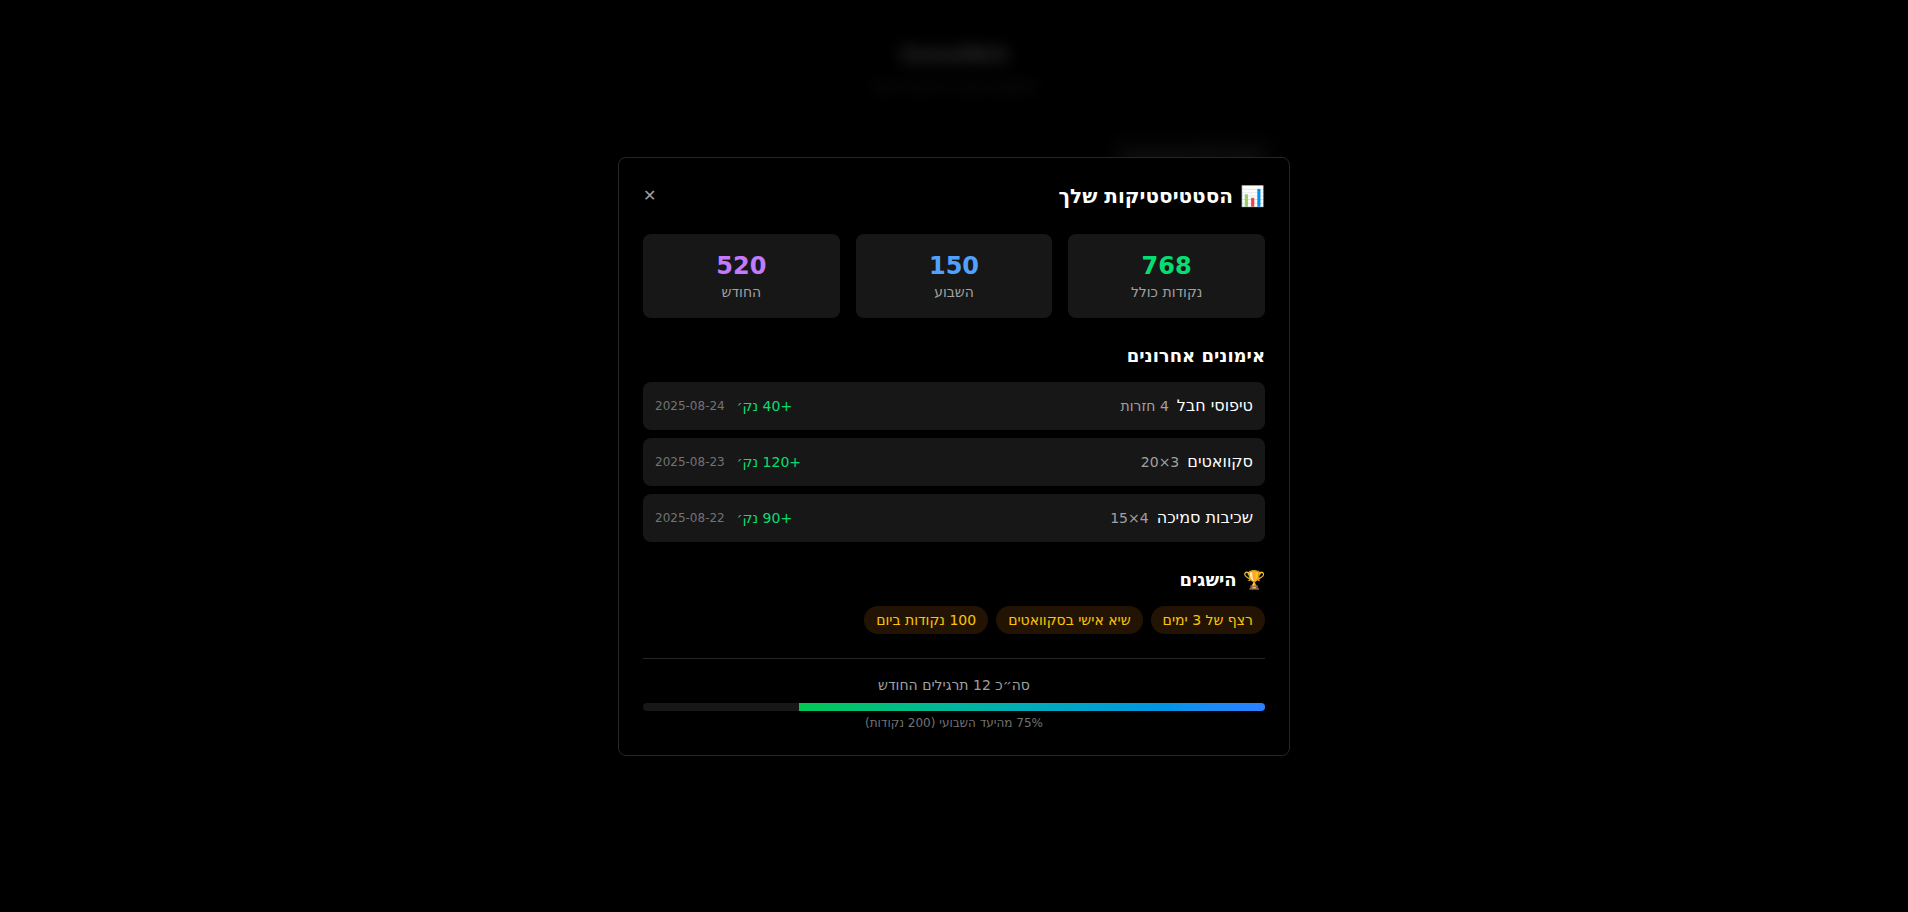 📊 הסטטיסטיקות שלך
✕
768
נקודות כולל
150
השבוע
520
החודש
אימונים אחרונים
טיפוסי חבל 4 חזרות +40 נק׳ 2025-08-24
סקוואטים 3×20 +120 נק׳ 2025-08-23
שכיבות סמיכה 4×15 +90 נק׳ 2025-08-22
🏆 הישגים
רצף של 3 ימים שיא אישי בסקוואטים 100 נקודות ביום
סה״כ 12 תרגילים החודש
75% מהיעד השבועי (200 נקודות)